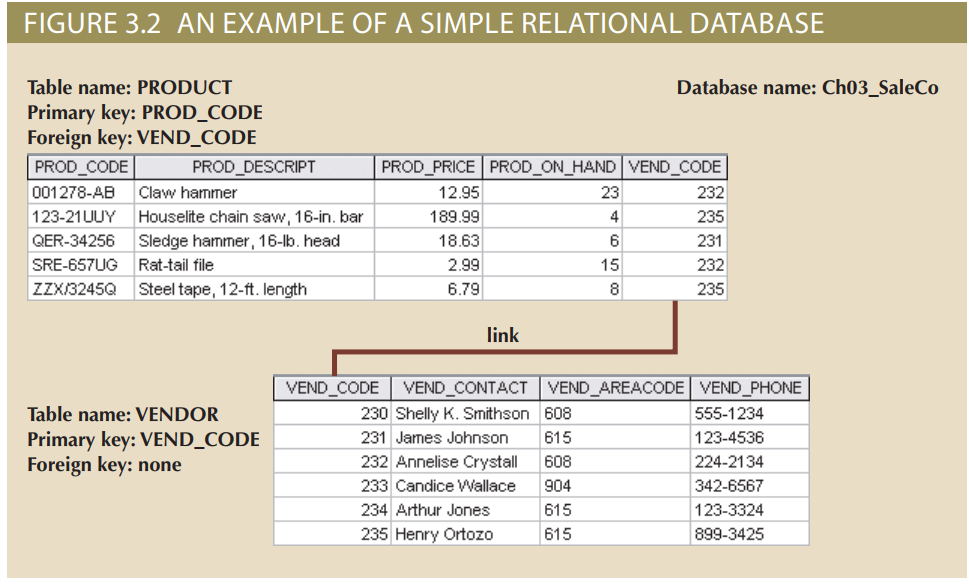 FIGURE 3.2 AN EXAMPLE OF A SIMPLE RELATIONAL DATABASE
Table name: PRODUCT
Database name: Ch03_SaleCo
Primary key: PROD_CODE
Foreign key: VEND_CODE
PROD_CODE PROD_DESCRIPT PROD_PRICE PROD_ON_HAND VEND_CODE
001278-AB Claw hammer 12.95 23 232
123-21UUY Houselite chain saw, 16-in. bar 189.99 4 235
QER-34256 Sledge hammer, 16-lb. head 18.63 6 231
SRE-657UG Rat-tail file 2.99 15 232
ZZX/3245Q Steel tape, 12-ft. length 6.79 8 235
link
Table name: VENDOR
Primary key: VEND_CODE
Foreign key: none
VEND_CODE VEND_CONTACT VEND_AREACODE VEND_PHONE
230 Shelly K. Smithson 608 555-1234
231 James Johnson 615 123-4536
232 Annelise Crystall 608 224-2134
233 Candice Wallace 904 342-6567
234 Arthur Jones 615 123-3324
235 Henry Ortozo 615 899-3425